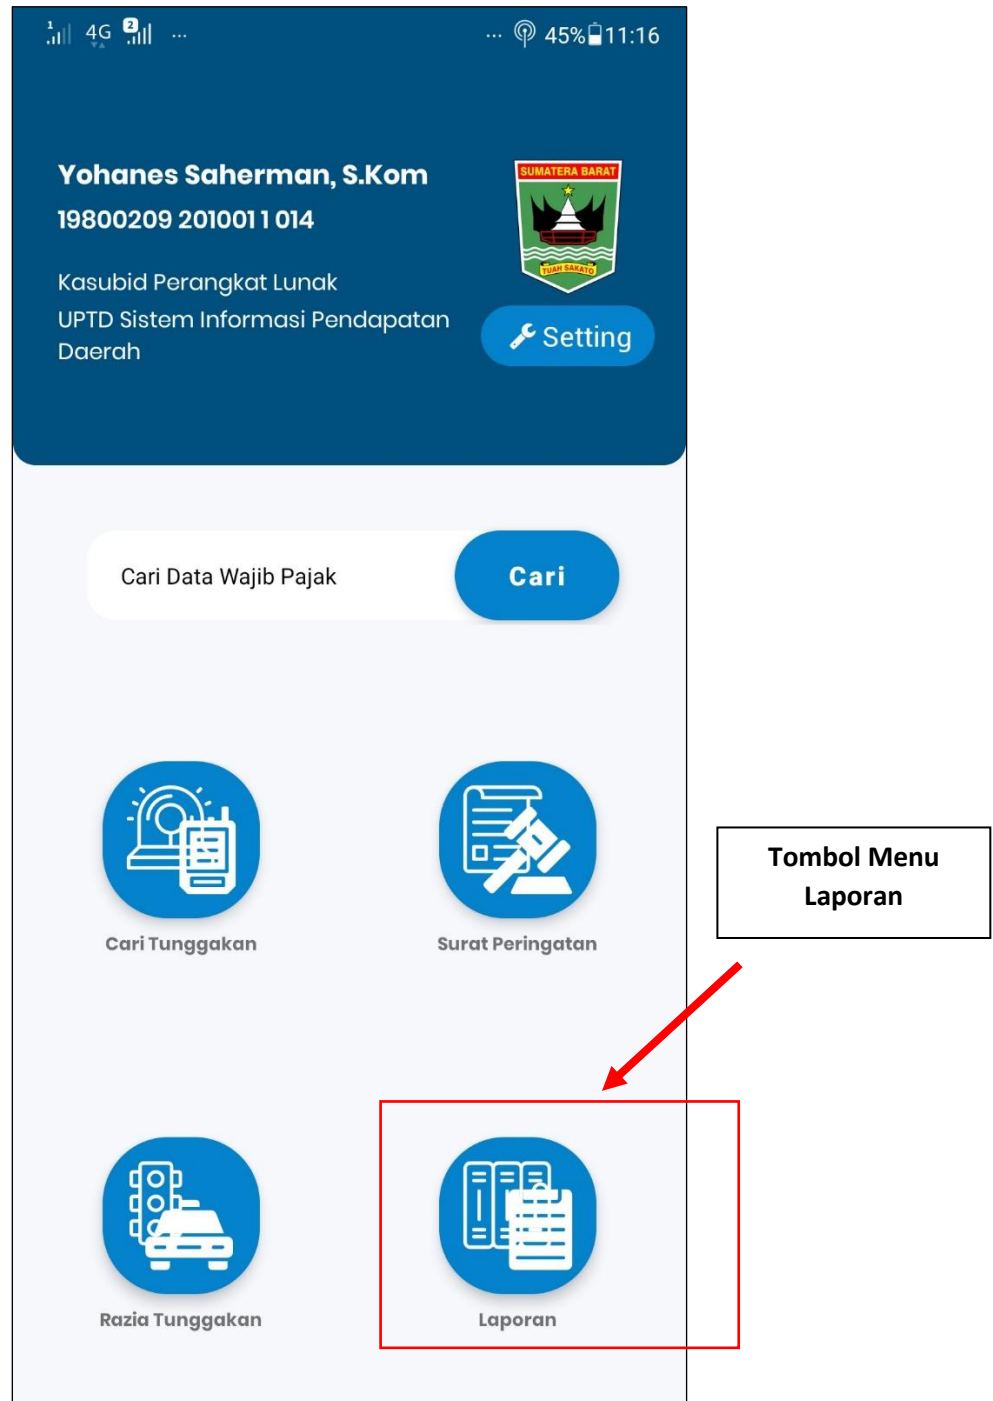 1 4G 2 ... ... 45% 11:16
Yohanes Saherman, S.Kom
19800209 201001 1 014
SUMATERA BARAT
TUAH SAKATO
Kasubid Perangkat Lunak
UPTD Sistem Informasi Pendapatan
Daerah
Setting
Cari Data Wajib Pajak
Cari
Cari Tunggakan
Surat Peringatan
Tombol Menu
Laporan
Razia Tunggakan
Laporan